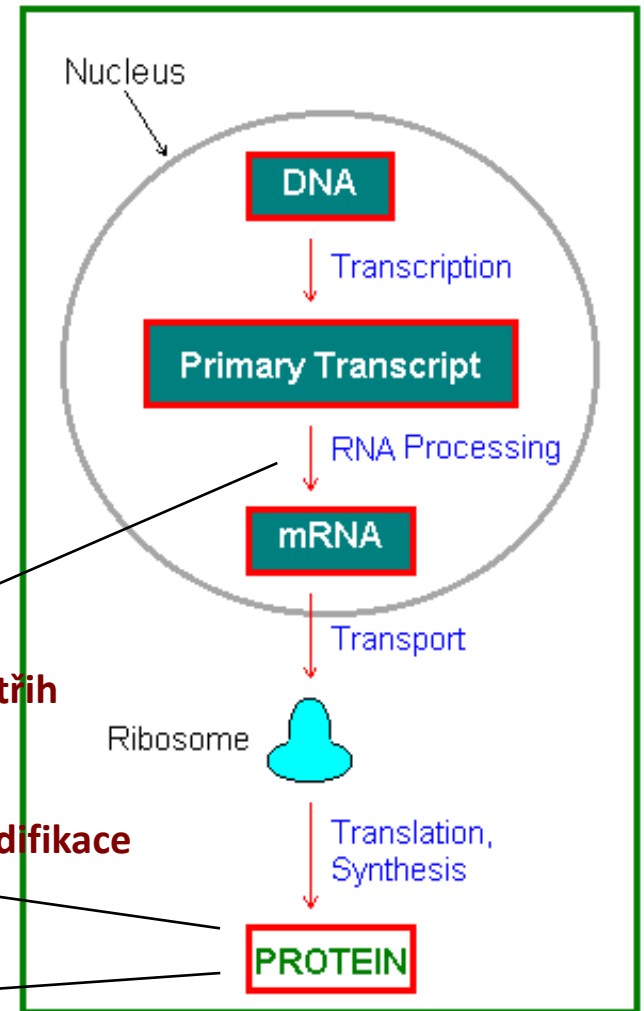 Nucleus
DNA
Transcription
Primary Transcript
RNA Processing
mRNA
Transport
třih
Ribosome
difikace
Translation,
Synthesis
PROTEIN